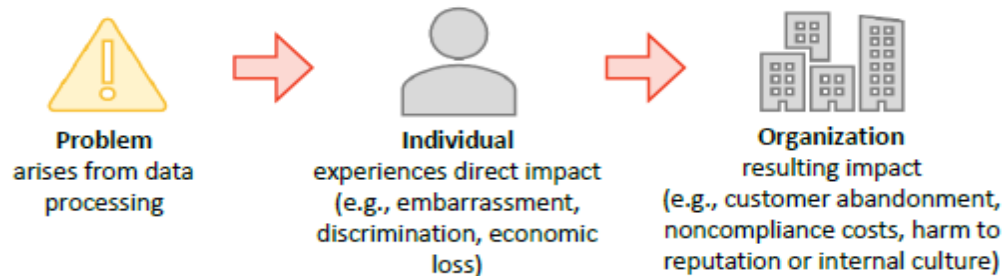 Problem
arises from data
processing
Individual
experiences direct impact
(e.g., embarrassment,
discrimination, economic
loss)
Organization
resulting impact
(e.g., customer abandonment,
noncompliance costs, harm to
reputation or internal culture)